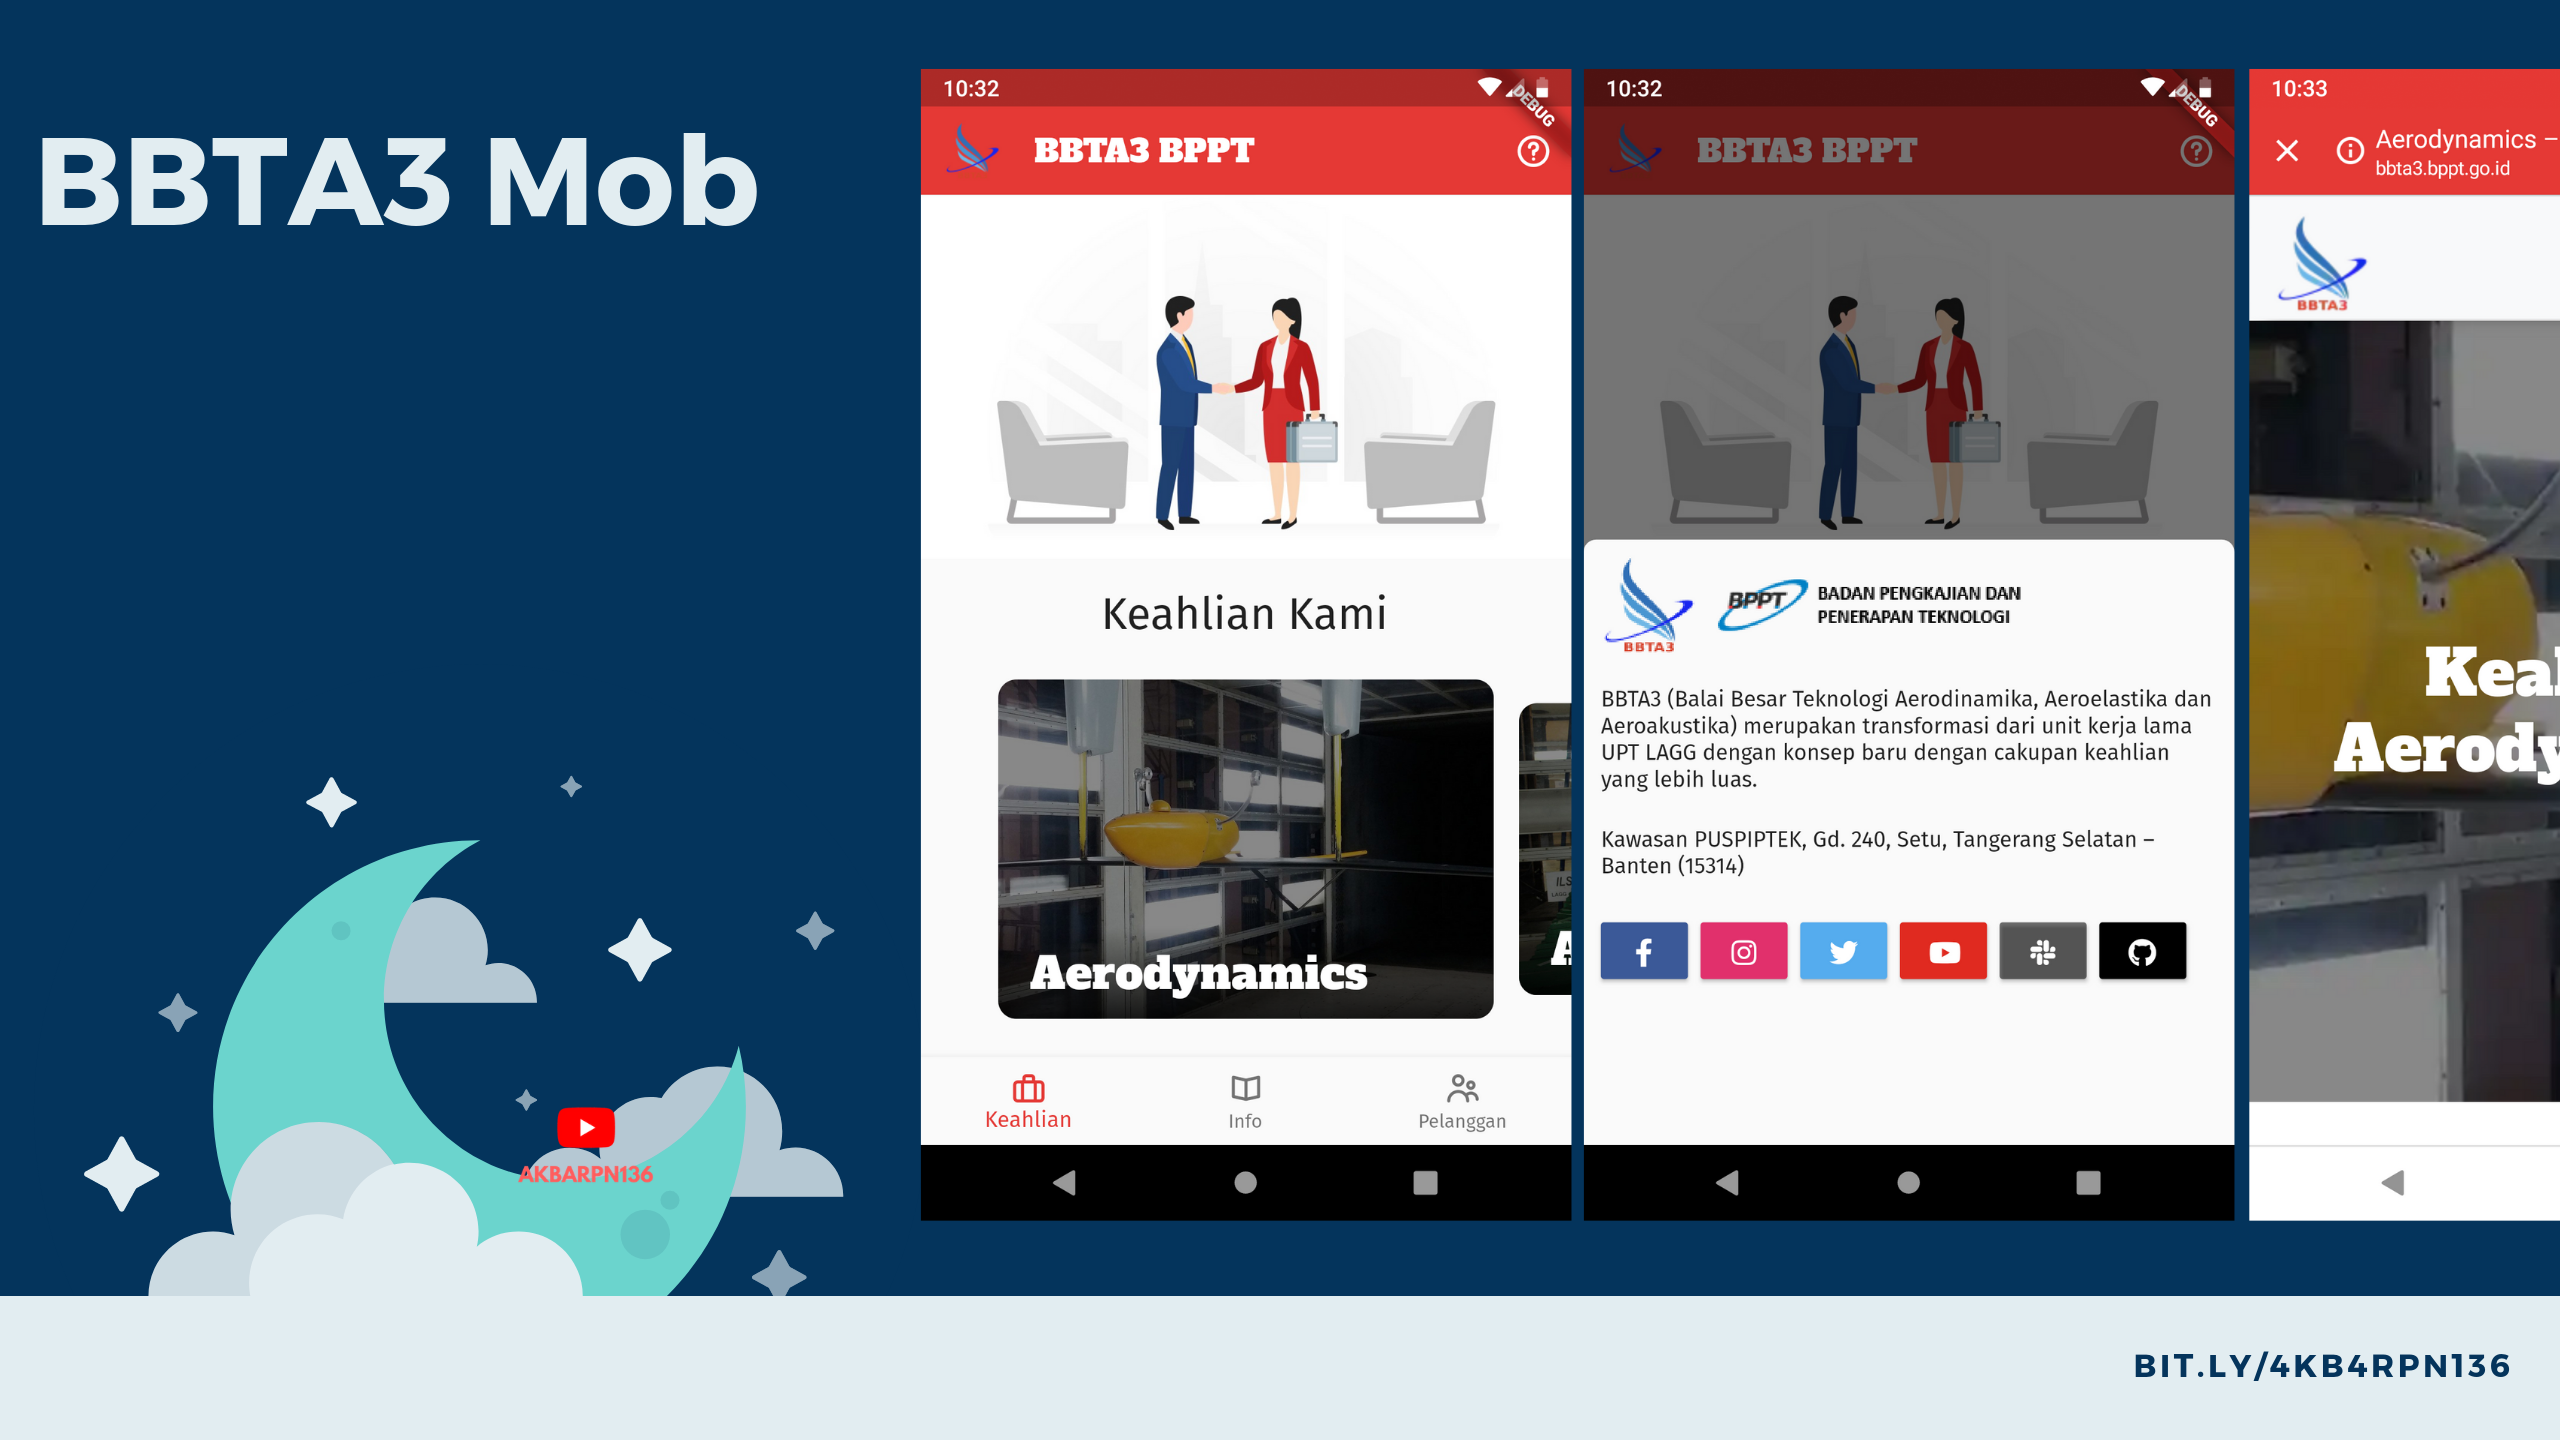 BBTA3 Mob
AKBARPN136
10:32
DEBUG
BBTA3 BPPT
Keahlian Kami
Aerodynamics
A
Keahlian
Info
Pelanggan
10:32
DEBUG
BBTA3 BPPT
BBTA3
BPPT
BADAN PENGKAJIAN DAN
PENERAPAN TEKNOLOGI
BBTA3 (Balai Besar Teknologi Aerodinamika, Aeroelastika dan
Aeroakustika) merupakan transformasi dari unit kerja lama
UPT LAGG dengan konsep baru dengan cakupan keahlian
yang lebih luas.
Kawasan PUSPIPTEK, Gd. 240, Setu, Tangerang Selatan –
Banten (15314)
10:33
Aerodynamics –
bbta3.bppt.go.id
BBTA3
Keal
Aerody
BIT.LY/4KB4RPN136